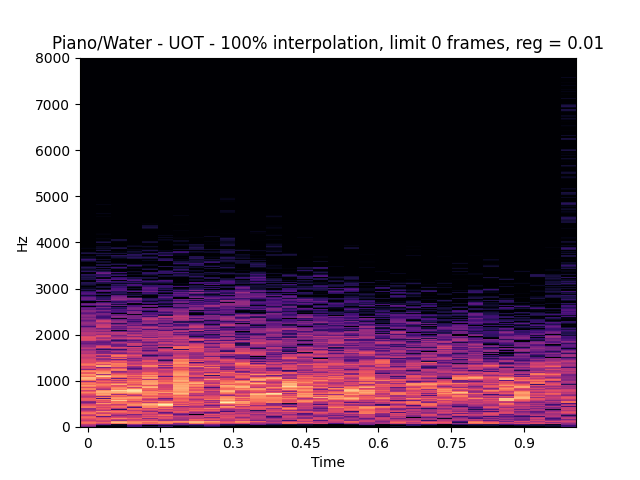 Piano/Water - UOT - 100% interpolation, limit 0 frames, reg = 0.01
8000
7000
6000
5000
4000
3000
2000
1000
0
Hz
0 0.15 0.3 0.45 0.6 0.75 0.9
Time